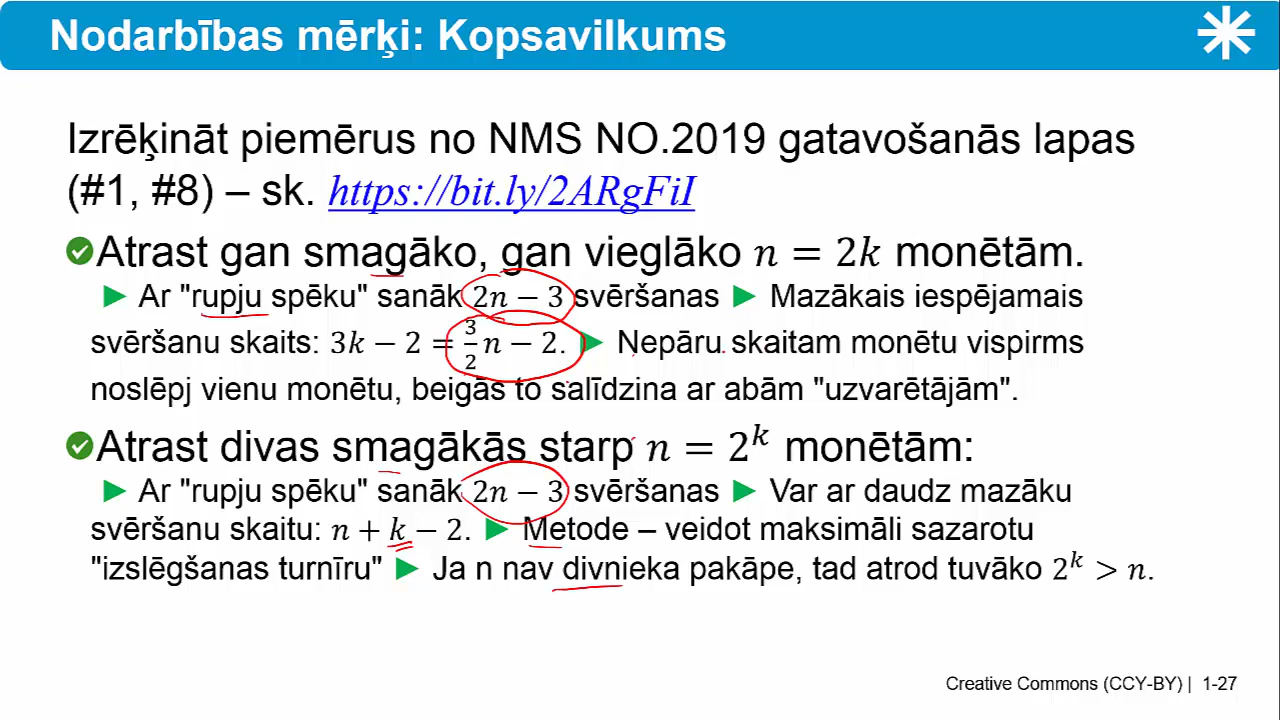 Nodarbības mērķi: Kopsavilkums
Izrēķināt piemērus no NMS NO.2019 gatavošanās lapas
(#1, #8) – sk. https://bit.ly/2ARgFiI
Atrast gan smagāko, gan vieglāko n = 2k monētām.
► Ar "rupju spēku" sanāk 2n − 3 svēršanas ► Mazākais iespējamais
svēršanu skaits: 3k − 2 = 3/2 n − 2. ► Nepāru skaitam monētu vispirms
noslēpj vienu monētu, beigās to salīdzina ar abām "uzvarētājām".
Atrast divas smagākās starp n = 2^k monētām:
► Ar "rupju spēku" sanāk 2n − 3 svēršanas ► Var ar daudz mazāku
svēršanu skaitu: n + k − 2. ► Metode – veidot maksimāli sazarotu
"izslēgšanas turnīru" ► Ja n nav divnieka pakāpe, tad atrod tuvāko 2^k > n.
Creative Commons (CCY-BY) | 1-27